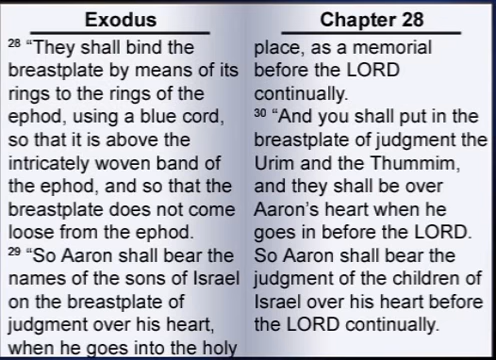 Exodus
28 “They shall bind the
breastplate by means of its
rings to the rings of the
ephod, using a blue cord,
so that it is above the
intricately woven band of
the ephod, and so that the
breastplate does not come
loose from the ephod.
29 “So Aaron shall bear the
names of the sons of Israel
on the breastplate of
judgment over his heart,
when he goes into the holy
Chapter 28
place, as a memorial
before the LORD
continually.
30 “And you shall put in the
breastplate of judgment the
Urim and the Thummim,
and they shall be over
Aaron’s heart when he
goes in before the LORD.
So Aaron shall bear the
judgment of the children of
Israel over his heart before
the LORD continually.